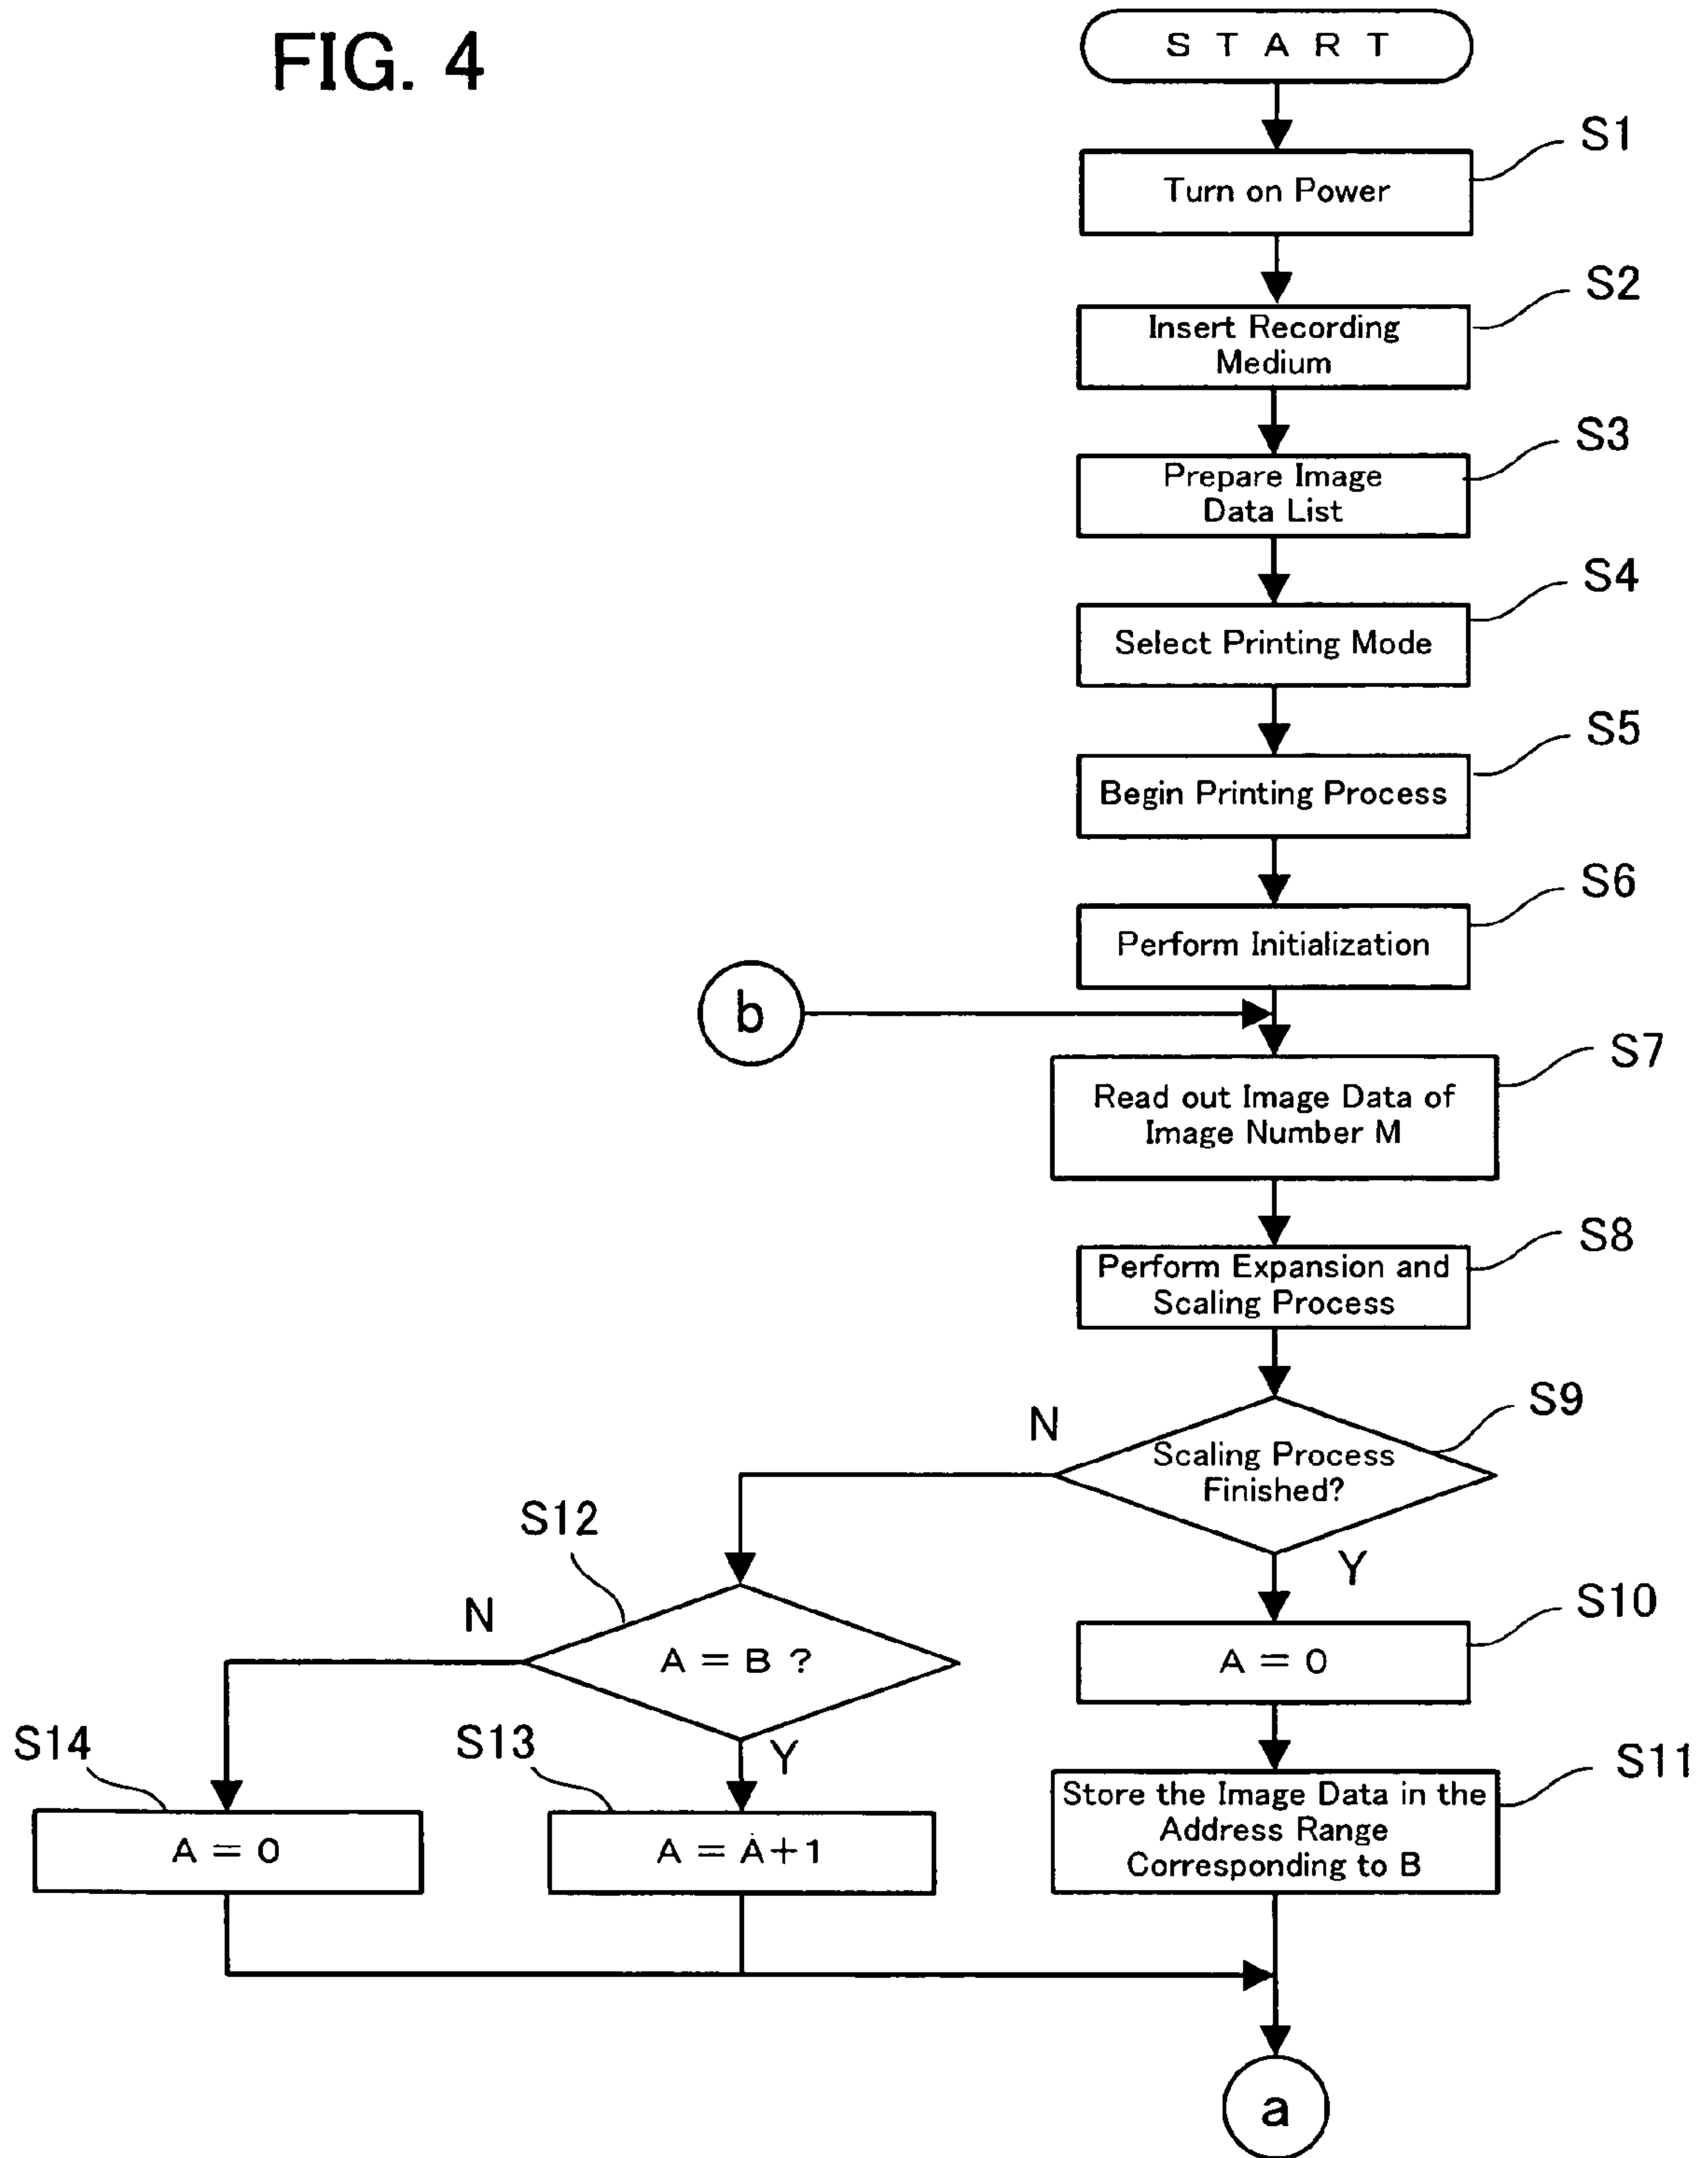 FIG. 4
START
S1
Turn on Power
S2
Insert Recording
Medium
S3
Prepare Image
Data List
S4
Select Printing Mode
S5
Begin Printing Process
S6
Perform Initialization
b
S7
Read out Image Data of
Image Number M
S8
Perform Expansion and
Scaling Process
S9
N
Scaling Process
Finished?
Y
S12
N
A = B ?
Y
S10
A = 0
S14
A = 0
S13
A = A+1
S11
Store the Image Data in the
Address Range
Corresponding to B
a